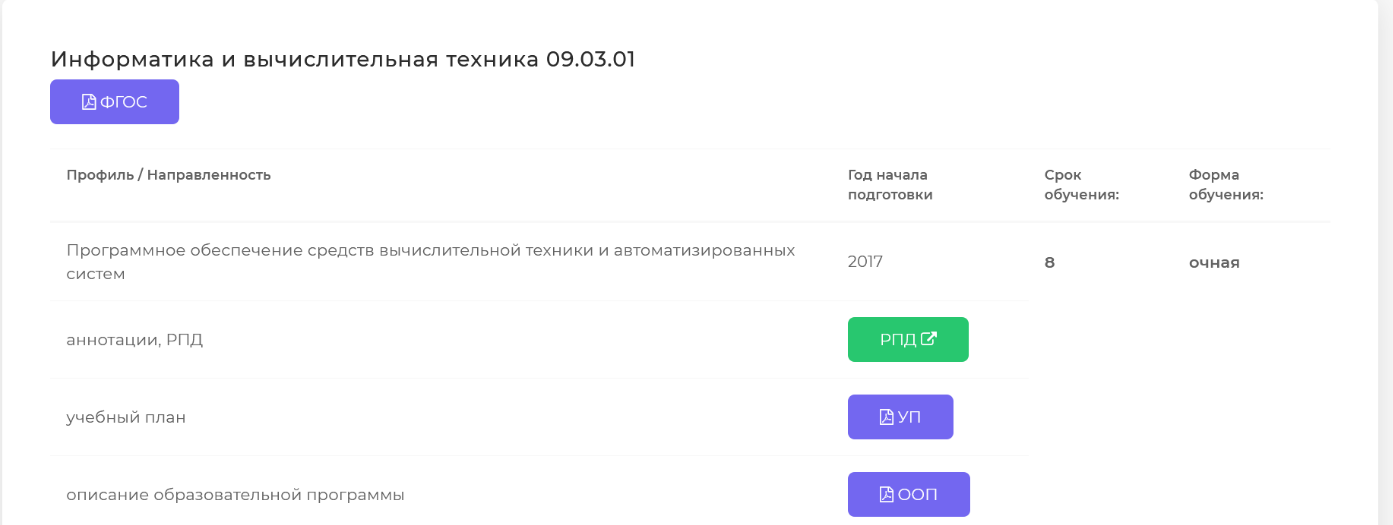 Информатика и вычислительная техника 09.03.01
ФГОС
Профиль / Направленность
Год начала
подготовки
Срок
обучения:
Форма
обучения:
Программное обеспечение средств вычислительной техники и автоматизированных
систем
2017
8
очная
аннотации, РПД
РПД
учебный план
УП
описание образовательной программы
ООП